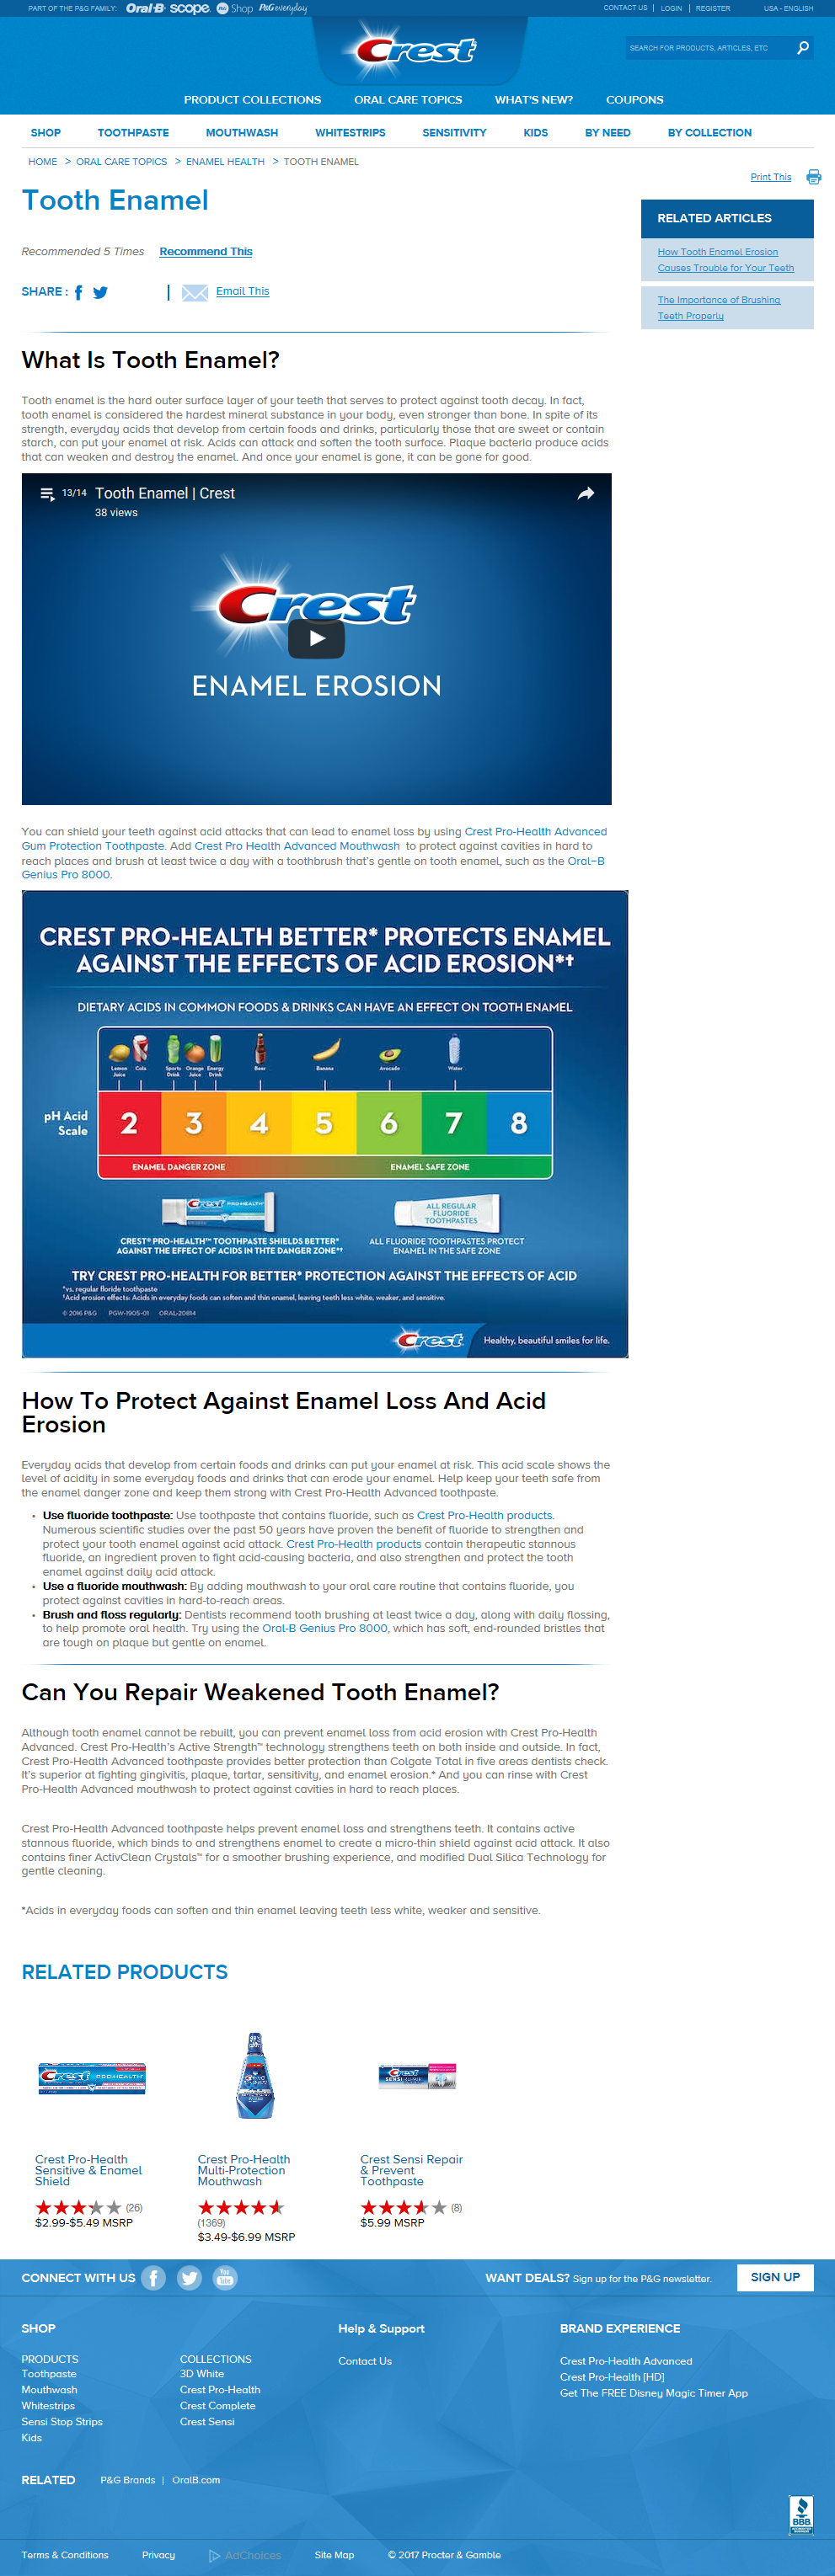 PART OF THE P&G FAMILY: Oral-B scope P&G Shop P&G everyday
CONTACT US | LOGIN | REGISTER USA - ENGLISH
Crest
SEARCH FOR PRODUCTS, ARTICLES, ETC
PRODUCT COLLECTIONS ORAL CARE TOPICS WHAT'S NEW? COUPONS
SHOP TOOTHPASTE MOUTHWASH WHITESTRIPS SENSITIVITY KIDS BY NEED BY COLLECTION
HOME > ORAL CARE TOPICS > ENAMEL HEALTH > TOOTH ENAMEL
Print This
Tooth Enamel
Recommended 5 Times Recommend This
SHARE : | Email This
RELATED ARTICLES
How Tooth Enamel Erosion
Causes Trouble for Your Teeth
The Importance of Brushing
Teeth Properly
What Is Tooth Enamel?
Tooth enamel is the hard outer surface layer of your teeth that serves to protect against tooth decay. In fact,
tooth enamel is considered the hardest mineral substance in your body, even stronger than bone. In spite of its
strength, everyday acids that develop from certain foods and drinks, particularly those that are sweet or contain
starch, can put your enamel at risk. Acids can attack and soften the tooth surface. Plaque bacteria produce acids
that can weaken and destroy the enamel. And once your enamel is gone, it can be gone for good.
13/14 Tooth Enamel | Crest
38 views
Crest
ENAMEL EROSION
You can shield your teeth against acid attacks that can lead to enamel loss by using Crest Pro-Health Advanced
Gum Protection Toothpaste. Add Crest Pro Health Advanced Mouthwash to protect against cavities in hard to
reach places and brush at least twice a day with a toothbrush that's gentle on tooth enamel, such as the Oral-B
Genius Pro 8000.
CREST PRO-HEALTH BETTER* PROTECTS ENAMEL
AGAINST THE EFFECTS OF ACID EROSION*†
DIETARY ACIDS IN COMMON FOODS & DRINKS CAN HAVE AN EFFECT ON TOOTH ENAMEL
Lemon Juice Cola Sports Drink Orange Juice Energy Drink Beer Banana Avocado Water
pH Acid
Scale
2 3 4 5 6 7 8
ENAMEL DANGER ZONE ENAMEL SAFE ZONE
Crest PRO-HEALTH
ALL REGULAR
FLUORIDE
TOOTHPASTES
CREST® PRO-HEALTH™ TOOTHPASTE SHIELDS BETTER*
AGAINST THE EFFECT OF ACIDS IN THTE DANGER ZONE*†
ALL FLUORIDE TOOTHPASTES PROTECT
ENAMEL IN THE SAFE ZONE
TRY CREST PRO-HEALTH FOR BETTER* PROTECTION AGAINST THE EFFECTS OF ACID
*vs. regular floride toothpaste
†Acid erosion effects: Acids in everyday foods can soften and thin enamel, leaving teeth less white, weaker, and sensitive.
© 2016 P&G PGW-1905-01 ORAL-20814
Crest Healthy, beautiful smiles for life.
How To Protect Against Enamel Loss And Acid
Erosion
Everyday acids that develop from certain foods and drinks can put your enamel at risk. This acid scale shows the
level of acidity in some everyday foods and drinks that can erode your enamel. Help keep your teeth safe from
the enamel danger zone and keep them strong with Crest Pro-Health Advanced toothpaste.
• Use fluoride toothpaste: Use toothpaste that contains fluoride, such as Crest Pro-Health products.
Numerous scientific studies over the past 50 years have proven the benefit of fluoride to strengthen and
protect your tooth enamel against acid attack. Crest Pro-Health products contain therapeutic stannous
fluoride, an ingredient proven to fight acid-causing bacteria, and also strengthen and protect the tooth
enamel against daily acid attack.
• Use a fluoride mouthwash: By adding mouthwash to your oral care routine that contains fluoride, you
protect against cavities in hard-to-reach areas.
• Brush and floss regularly: Dentists recommend tooth brushing at least twice a day, along with daily flossing,
to help promote oral health. Try using the Oral-B Genius Pro 8000, which has soft, end-rounded bristles that
are tough on plaque but gentle on enamel.
Can You Repair Weakened Tooth Enamel?
Although tooth enamel cannot be rebuilt, you can prevent enamel loss from acid erosion with Crest Pro-Health
Advanced. Crest Pro-Health's Active Strength™ technology strengthens teeth on both inside and outside. In fact,
Crest Pro-Health Advanced toothpaste provides better protection than Colgate Total in five areas dentists check.
It's superior at fighting gingivitis, plaque, tartar, sensitivity, and enamel erosion.* And you can rinse with Crest
Pro-Health Advanced mouthwash to protect against cavities in hard to reach places.
Crest Pro-Health Advanced toothpaste helps prevent enamel loss and strengthens teeth. It contains active
stannous fluoride, which binds to and strengthens enamel to create a micro-thin shield against acid attack. It also
contains finer ActivClean Crystals™ for a smoother brushing experience, and modified Dual Silica Technology for
gentle cleaning.
*Acids in everyday foods can soften and thin enamel leaving teeth less white, weaker and sensitive.
RELATED PRODUCTS
Crest PRO-HEALTH
Crest
Crest SENSI
Crest Pro-Health
Sensitive & Enamel
Shield
(26)
$2.99-$5.49 MSRP
Crest Pro-Health
Multi-Protection
Mouthwash
(1369)
$3.49-$6.99 MSRP
Crest Sensi Repair
& Prevent
Toothpaste
(8)
$5.99 MSRP
CONNECT WITH US You Tube
WANT DEALS? Sign up for the P&G newsletter. SIGN UP
SHOP
PRODUCTS
Toothpaste
Mouthwash
Whitestrips
Sensi Stop Strips
Kids
COLLECTIONS
3D White
Crest Pro-Health
Crest Complete
Crest Sensi
Help & Support
Contact Us
BRAND EXPERIENCE
Crest Pro-Health Advanced
Crest Pro-Health [HD]
Get The FREE Disney Magic Timer App
RELATED P&G Brands | OralB.com
BBB
Terms & Conditions Privacy AdChoices Site Map © 2017 Procter & Gamble